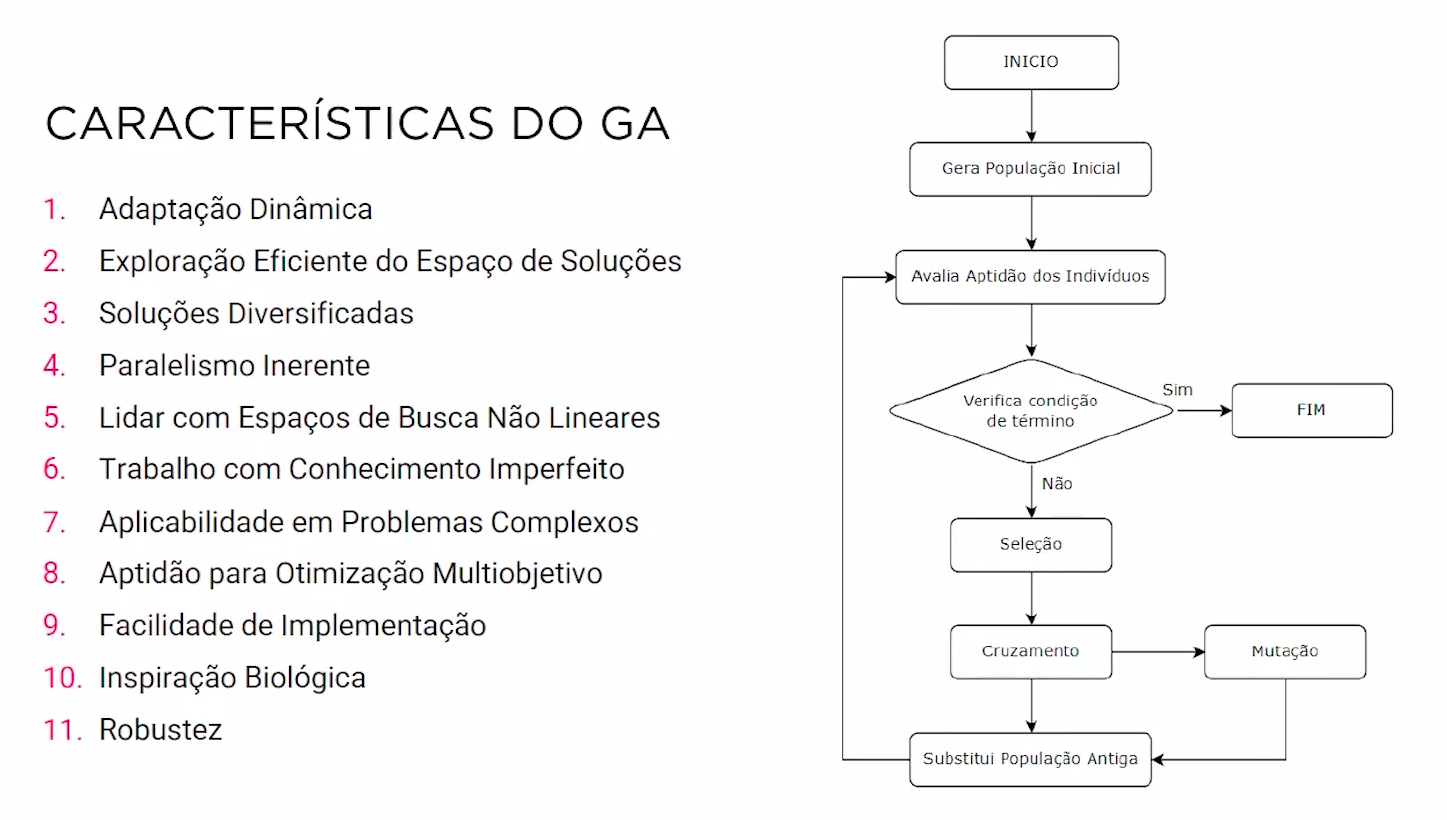 CARACTERÍSTICAS DO GA
1. Adaptação Dinâmica
2. Exploração Eficiente do Espaço de Soluções
3. Soluções Diversificadas
4. Paralelismo Inerente
5. Lidar com Espaços de Busca Não Lineares
6. Trabalho com Conhecimento Imperfeito
7. Aplicabilidade em Problemas Complexos
8. Aptidão para Otimização Multiobjetivo
9. Facilidade de Implementação
10. Inspiração Biológica
11. Robustez
INICIO
Gera População Inicial
Avalia Aptidão dos Indivíduos
Verifica condição
de término
Sim
FIM
Não
Seleção
Cruzamento
Mutação
Substitui População Antiga